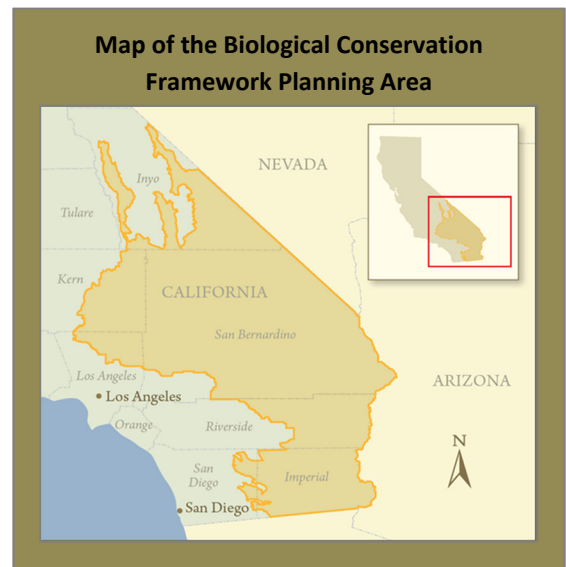 Map of the Biological Conservation
Framework Planning Area
NEVADA
Inyo
Tulare
Kern
CALIFORNIA
San Bernardino
Los Angeles
Los Angeles
ARIZONA
Orange
Riverside
N
San
Diego
Imperial
San Diego